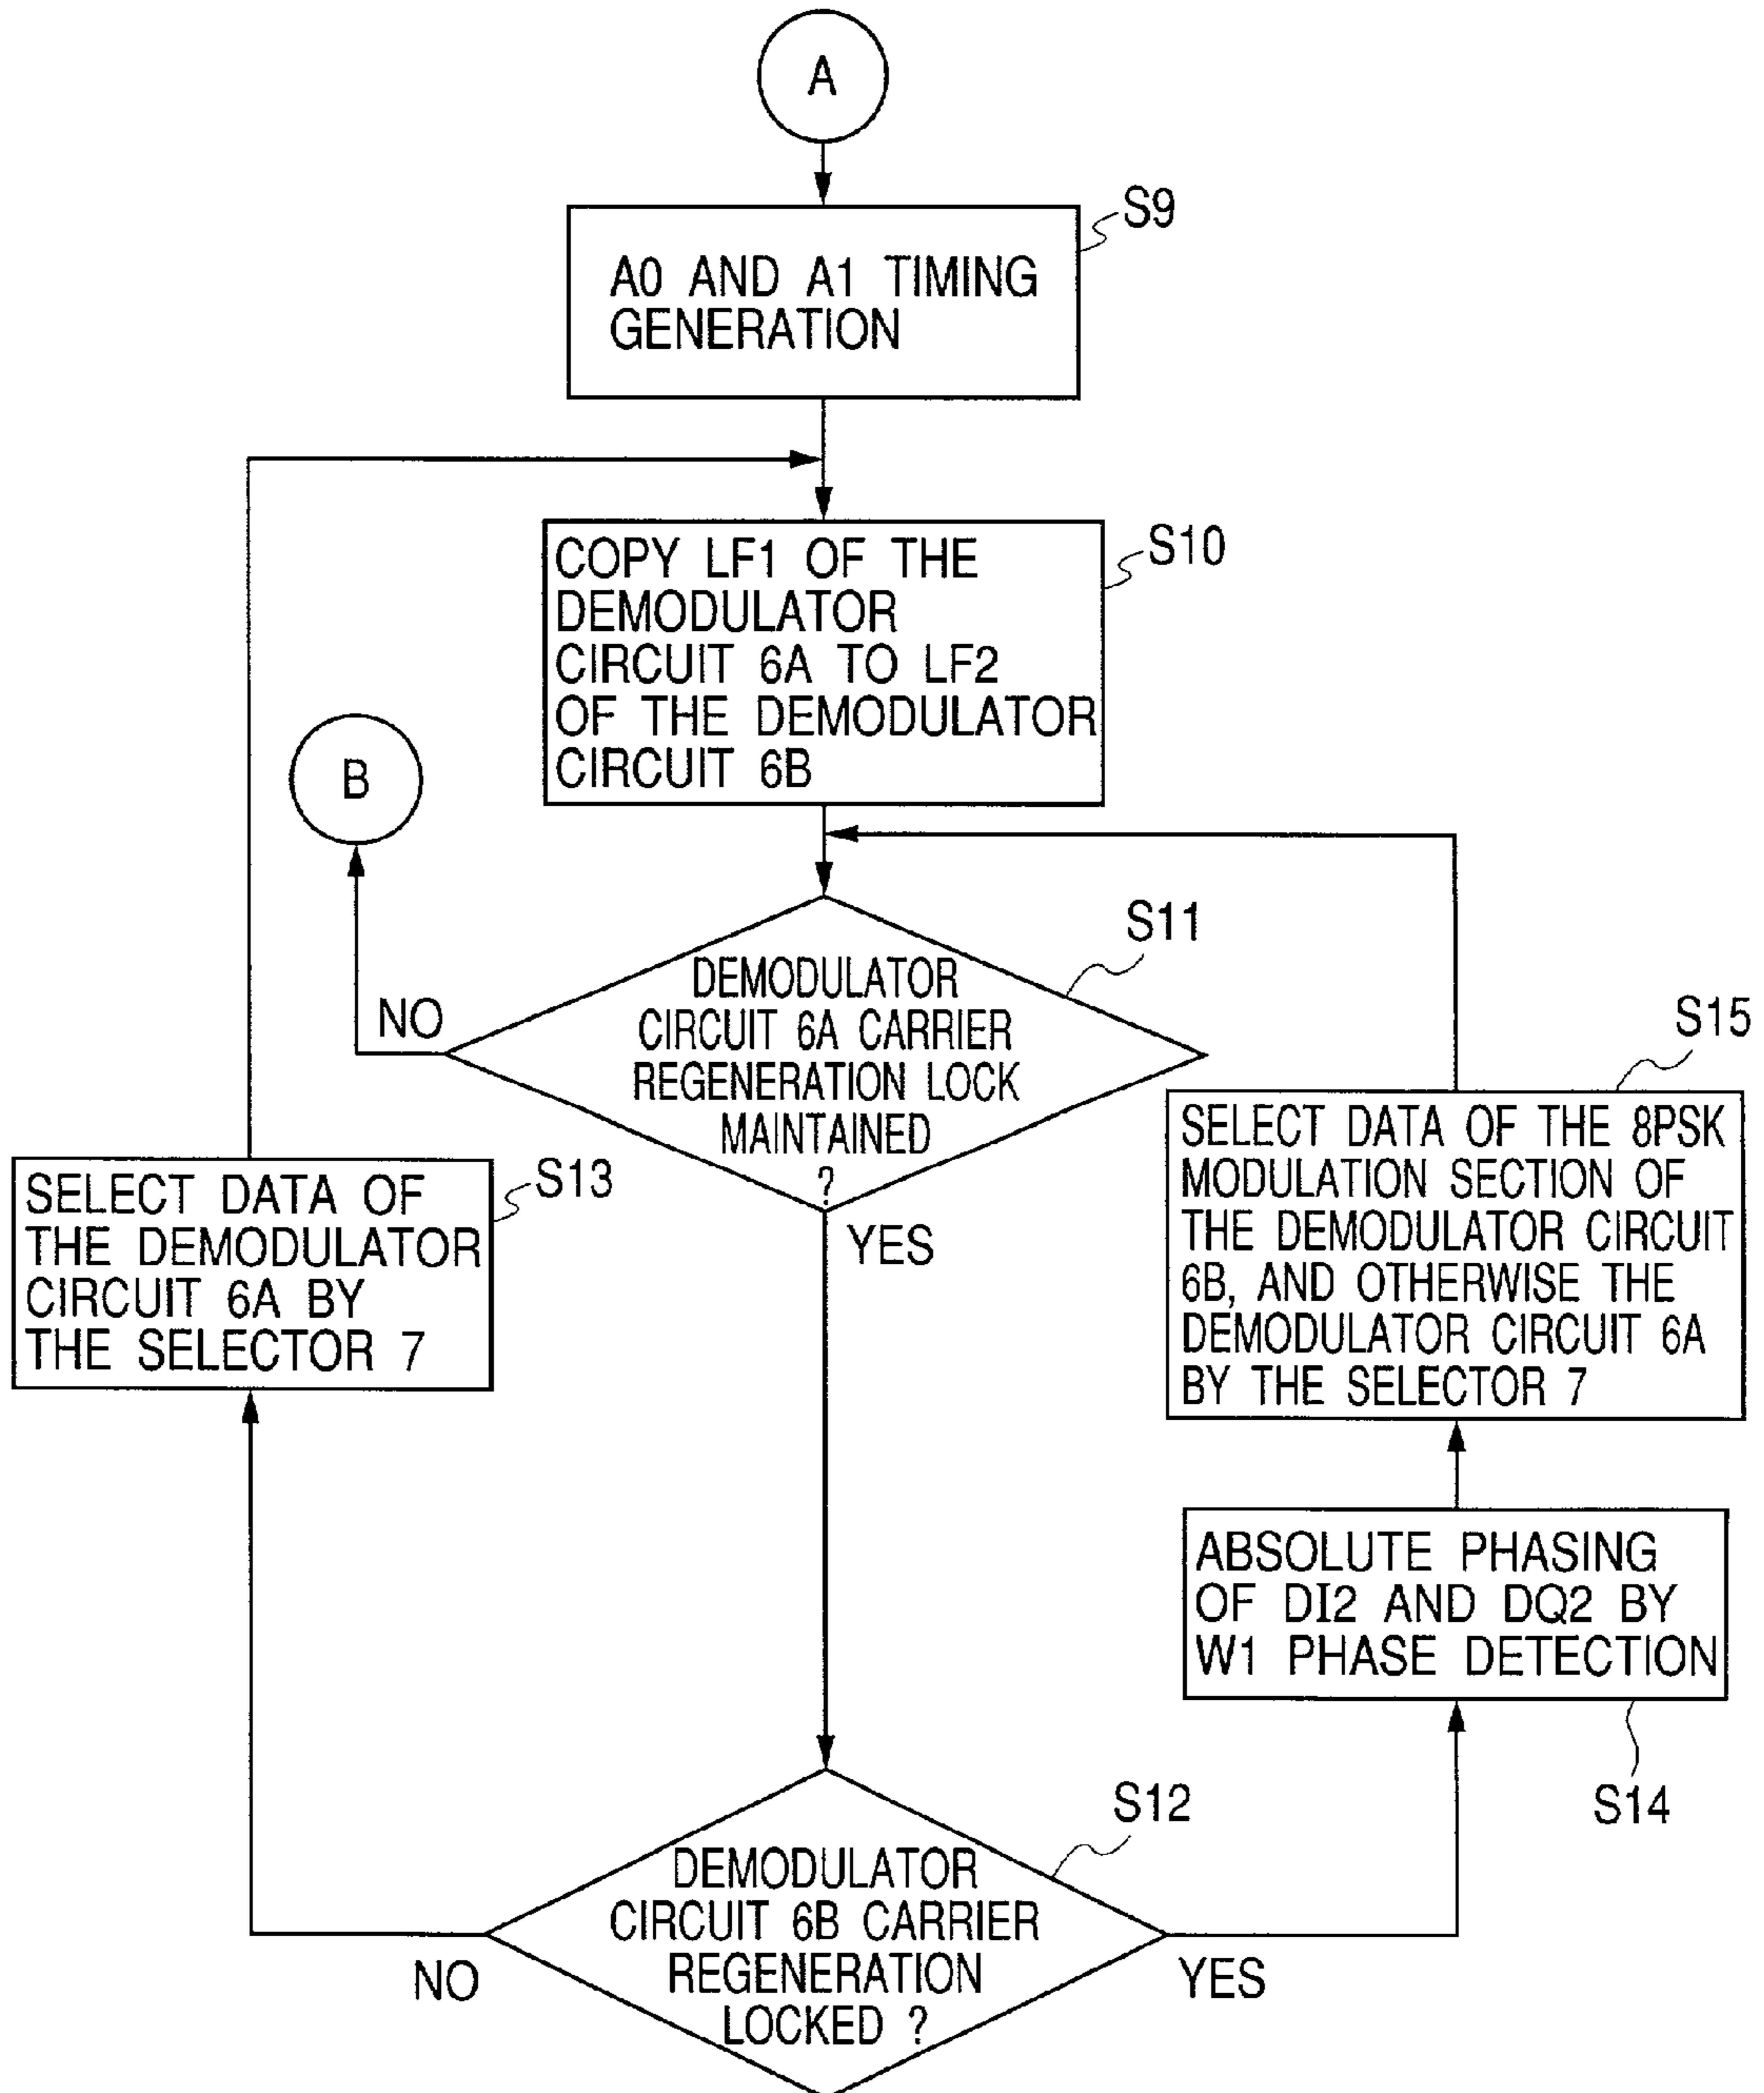 A
S9
A0 AND A1 TIMING
GENERATION
S10
COPY LF1 OF THE
DEMODULATOR
CIRCUIT 6A TO LF2
OF THE DEMODULATOR
CIRCUIT 6B
B
S11
DEMODULATOR
CIRCUIT 6A CARRIER
REGENERATION LOCK
MAINTAINED
?
NO
YES
S13
SELECT DATA OF
THE DEMODULATOR
CIRCUIT 6A BY
THE SELECTOR 7
S15
SELECT DATA OF THE 8PSK
MODULATION SECTION OF
THE DEMODULATOR CIRCUIT
6B, AND OTHERWISE THE
DEMODULATOR CIRCUIT 6A
BY THE SELECTOR 7
ABSOLUTE PHASING
OF DI2 AND DQ2 BY
W1 PHASE DETECTION
S14
S12
DEMODULATOR
CIRCUIT 6B CARRIER
REGENERATION
LOCKED ?
NO
YES